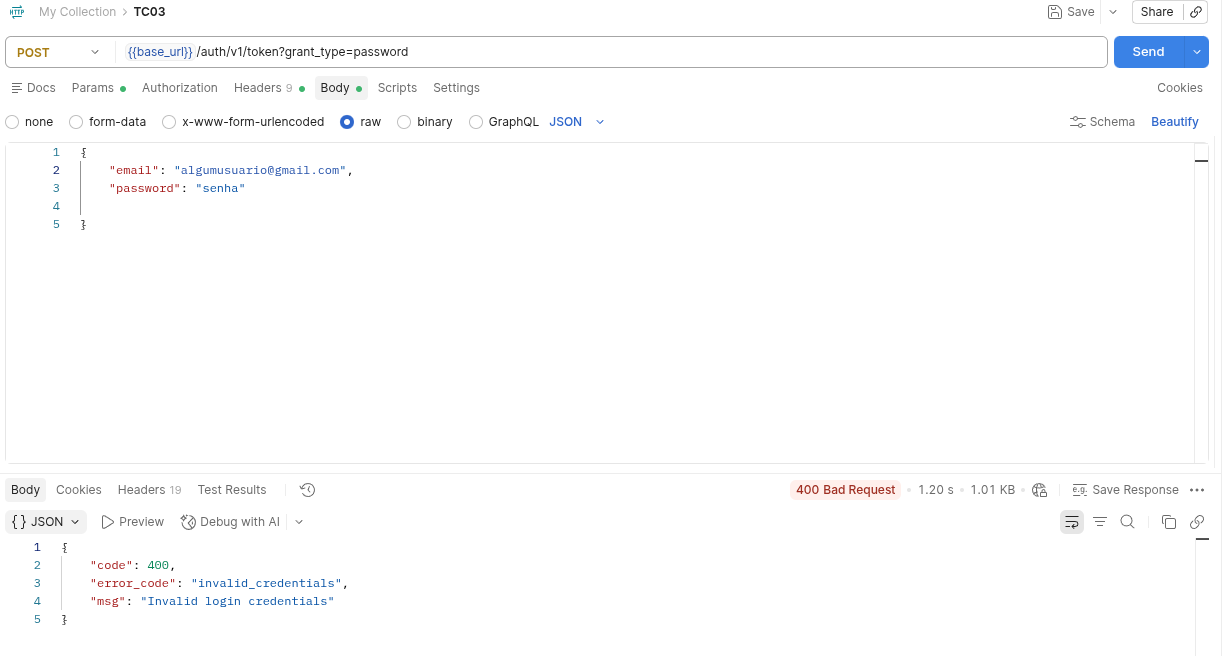 HTTP My Collection > TC03 Save Share
POST {{base_url}} /auth/v1/token?grant_type=password Send
Docs Params Authorization Headers 9 Body Scripts Settings Cookies
none form-data x-www-form-urlencoded raw binary GraphQL JSON Schema Beautify
1 {
2 "email": "algumusuario@gmail.com",
3 "password": "senha"
4
5 }
Body Cookies Headers 19 Test Results 400 Bad Request • 1.20 s • 1.01 KB e.g. Save Response
{} JSON Preview Debug with AI
1 {
2 "code": 400,
3 "error_code": "invalid_credentials",
4 "msg": "Invalid login credentials"
5 }